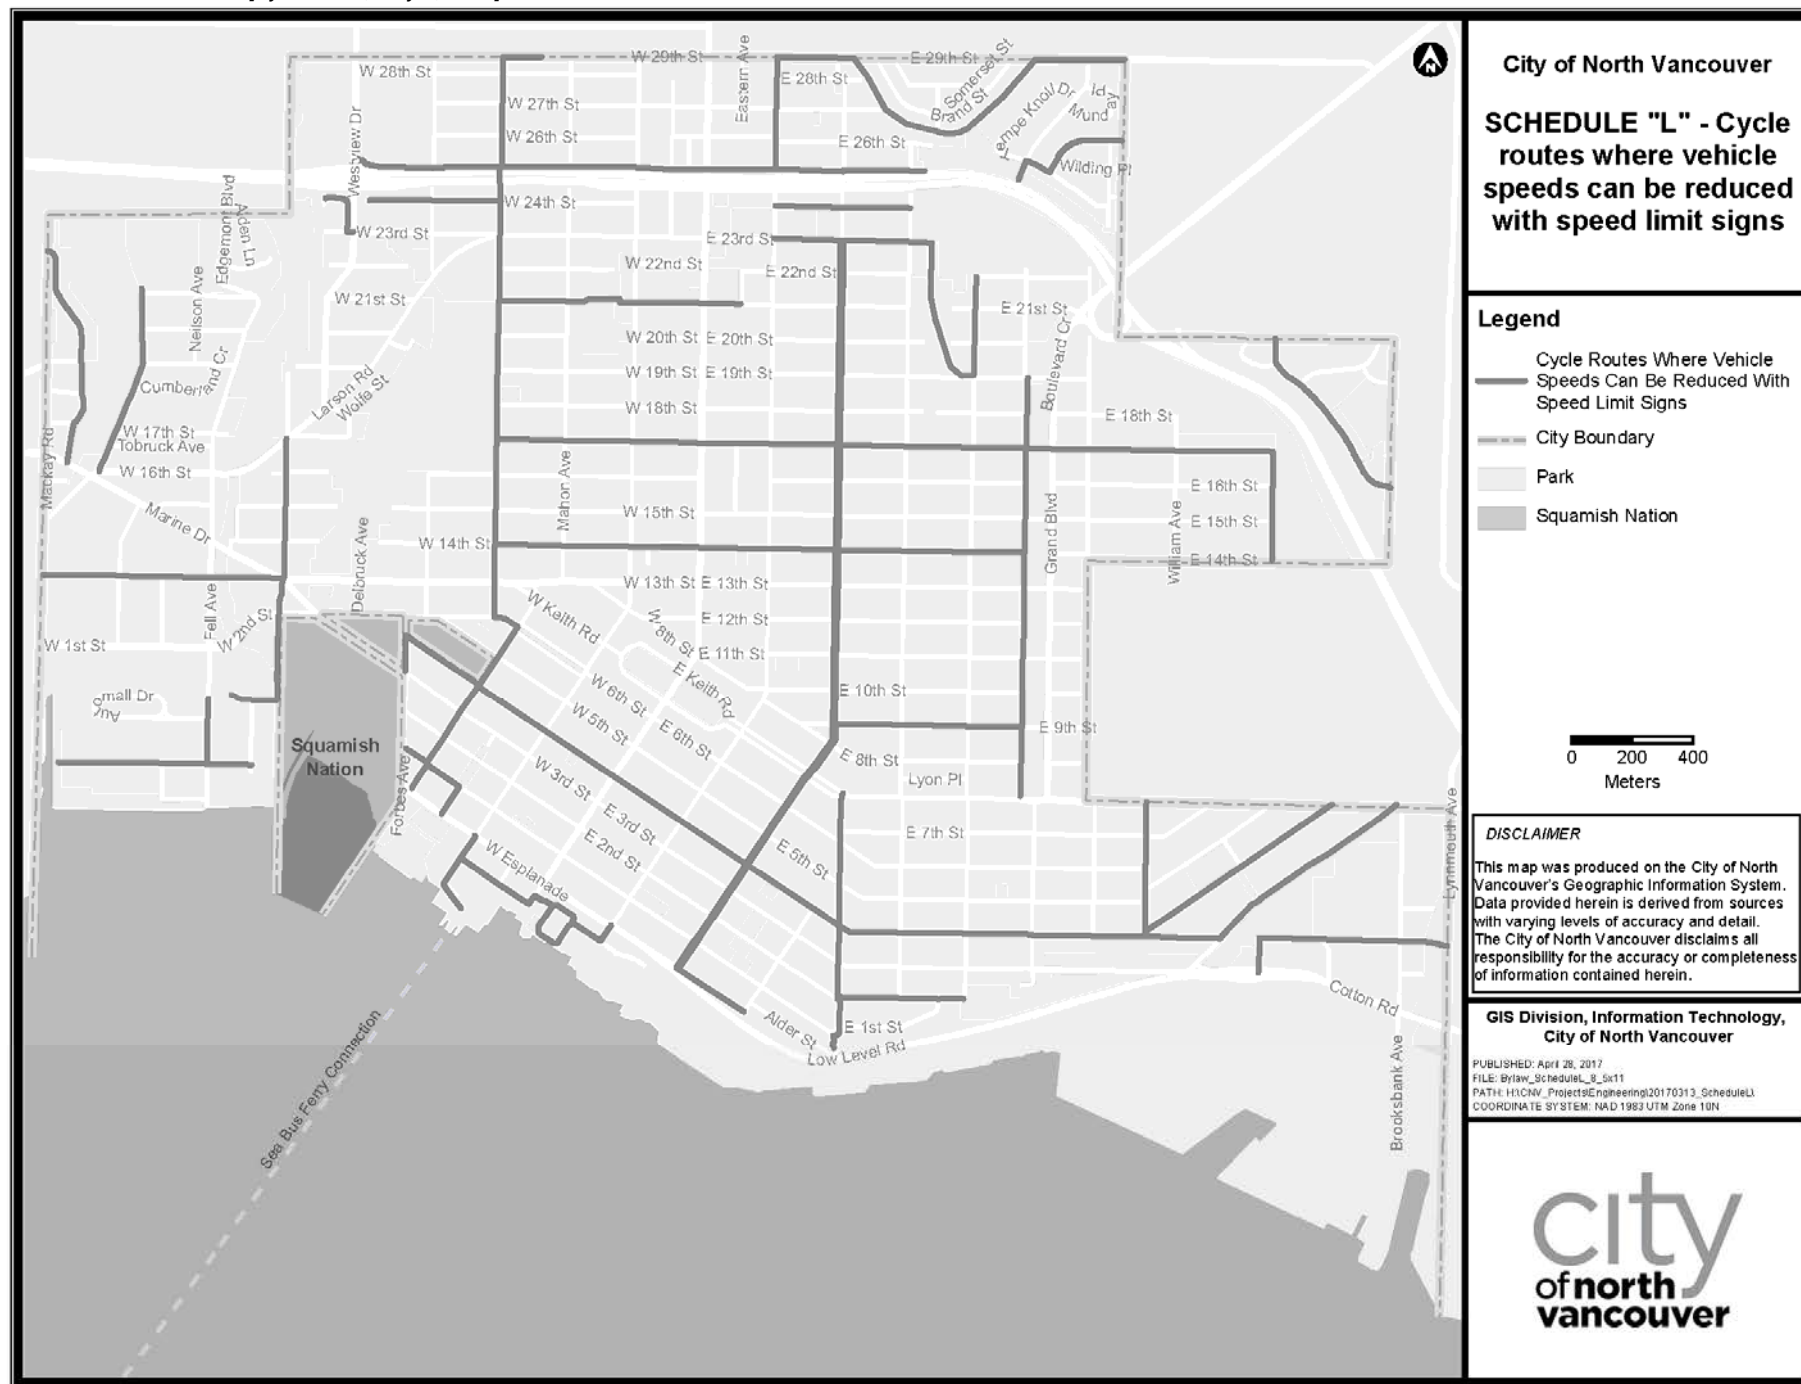 W 29th St
E 29th St
W 28th St
E 28th St
Eastern Ave
Somerset St
Brand St
Tempe Knoll Dr
Mund
W 27th St
W 26th St
E 26th St
Westview Dr
Wilding Pl
W 24th St
Edgemont Blvd
Alden Ln
W 23rd St
E 23rd St
W 22nd St
E 22nd St
Neilson Ave
W 21st St
E 21st St
W 20th St
E 20th St
Boulevard Cr
Cumberland Cr
W 19th St
E 19th St
Larson Rd
Wolfe St
W 18th St
E 18th St
W 17th St
Tobruck Ave
Mackay Rd
W 16th St
E 16th St
Mahon Ave
Marine Dr
W 15th St
E 15th St
Grand Blvd
William Ave
W 14th St
E 14th St
Delbruck Ave
W 13th St
E 13th St
Fell Ave
W 2nd St
W Keith Rd
E 12th St
W 8th St
W 1st St
E 11th St
E Keith Rd
W 6th St
E 10th St
W 5th St
E 6th St
E 9th St
Squamish
Nation
E 8th St
Lyon Pl
W 3rd St
Forbes Ave
E 3rd St
E 7th St
E 2nd St
E 5th St
W Esplanade
Lynmouth Ave
Cotton Rd
Alder St
E 1st St
Low Level Rd
Brooksbank Ave
Sea Bus Ferry Connection
N
City of North Vancouver
SCHEDULE "L" - Cycle
routes where vehicle
speeds can be reduced
with speed limit signs
Legend
Cycle Routes Where Vehicle
Speeds Can Be Reduced With
Speed Limit Signs
City Boundary
Park
Squamish Nation
0 200 400
Meters
DISCLAIMER
This map was produced on the City of North
Vancouver's Geographic Information System.
Data provided herein is derived from sources
with varying levels of accuracy and detail.
The City of North Vancouver disclaims all
responsibility for the accuracy or completeness
of information contained herein.
GIS Division, Information Technology,
City of North Vancouver
PUBLISHED: April 28, 2017
FILE: Bylaw_ScheduleL_8_5x11
PATH: H:\CNV_Projects\Engineering\20170313_ScheduleL\
COORDINATE SYSTEM: NAD 1983 UTM Zone 10N
city
of north
vancouver